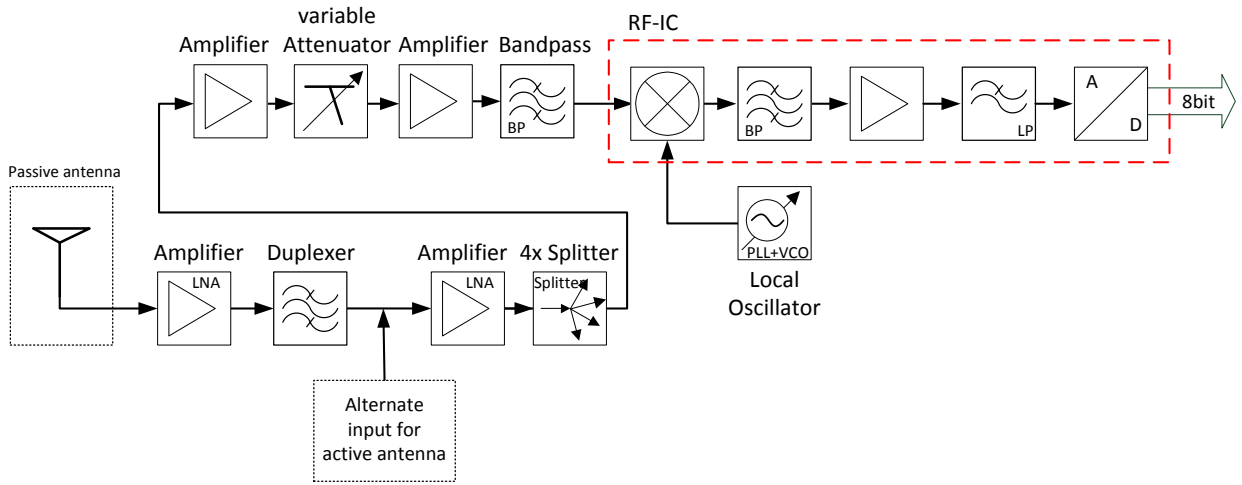 variable
Amplifier Attenuator Amplifier Bandpass
RF-IC
BP
BP
LP
A
D
8bit
Passive antenna
PLL+VCO
Local
Oscillator
Amplifier Duplexer Amplifier 4x Splitter
LNA
LNA
Splitter
Alternate
input for
active antenna